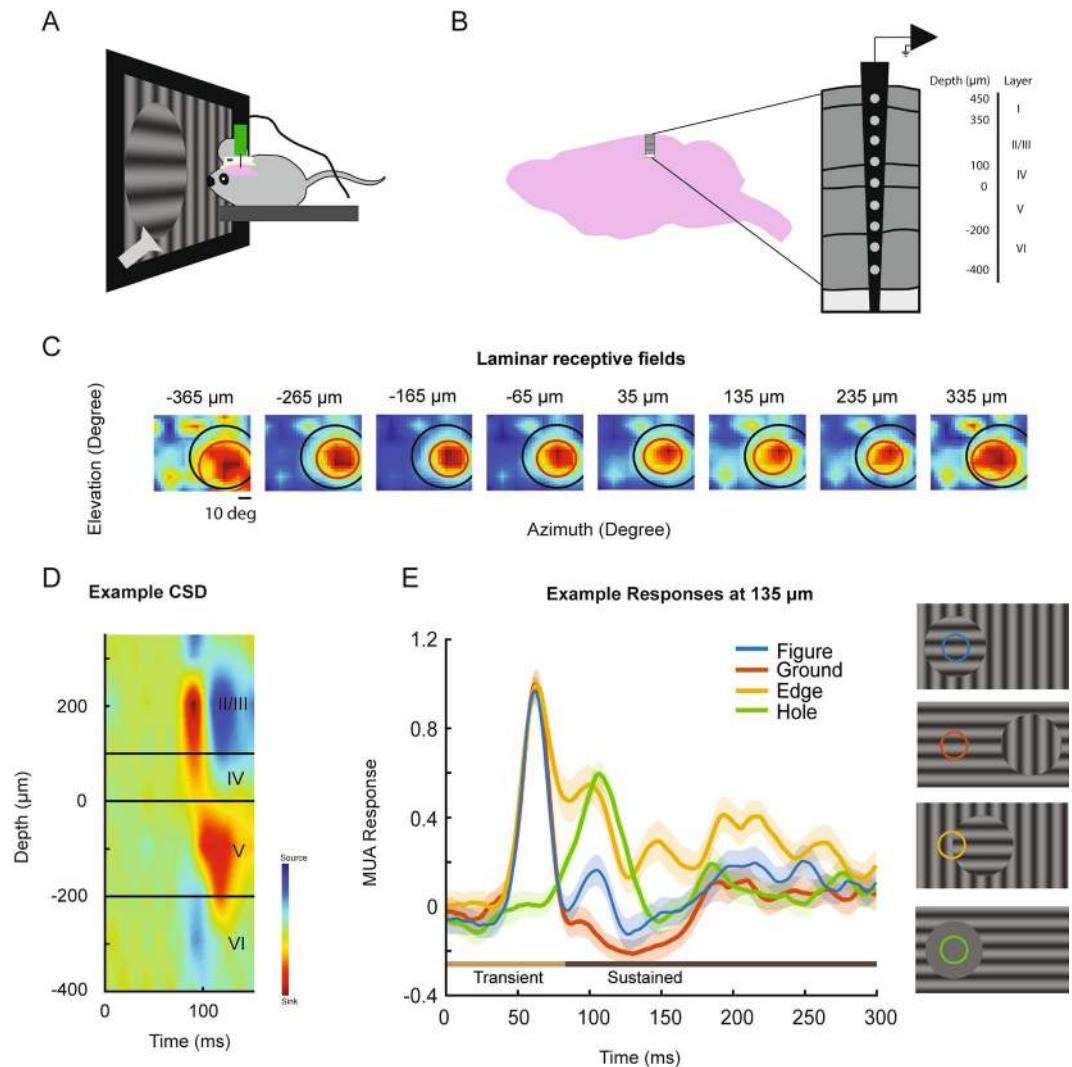 A
B
Depth (µm) Layer
450
I
350
II/III
100
IV
0
V
-200
VI
-400
C
Laminar receptive fields
-365 µm -265 µm -165 µm -65 µm 35 µm 135 µm 235 µm 335 µm
Elevation (Degree)
10 deg
Azimuth (Degree)
D
Example CSD
200
0
-200
-400
Depth (µm)
II/III
IV
V
VI
100
Time (ms)
Source
Sink
E
Example Responses at 135 µm
1.2
0.8
0.4
0
-0.4
MUA Response
Figure
Ground
Edge
Hole
Transient Sustained
0 50 100 150 200 250 300
Time (ms)